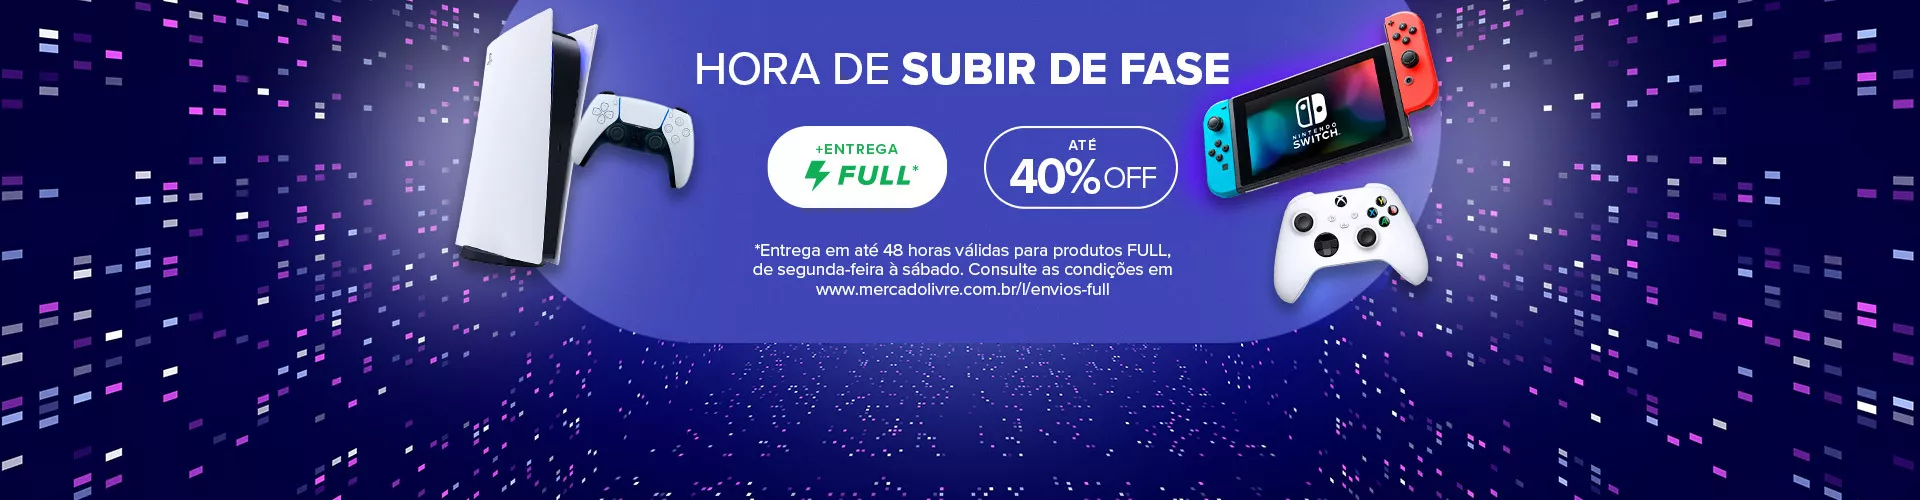 HORA DE SUBIR DE FASE
+ENTREGA
FULL*
ATÉ
40% OFF
*Entrega em até 48 horas válidas para produtos FULL,
de segunda-feira à sábado. Consulte as condições em
www.mercadolivre.com.br/l/envios-full
NINTENDO
SWITCH